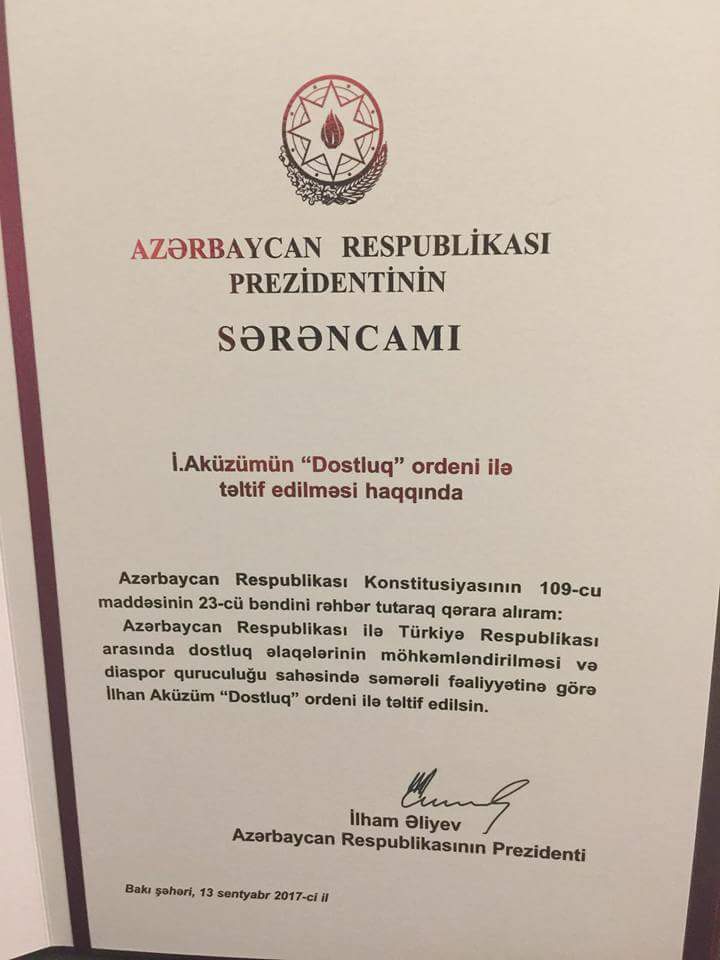 AZƏRBAYCAN RESPUBLİKASI
PREZİDENTİNİN
SƏRƏNCAMI
İ.Aküzümün “Dostluq” ordeni ilə
təltif edilməsi haqqında
Azərbaycan Respublikası Konstitusiyasının 109-cu
maddəsinin 23-cü bəndini rəhbər tutaraq qərara alıram:
Azərbaycan Respublikası ilə Türkiyə Respublikası
arasında dostluq əlaqələrinin möhkəmləndirilməsi və
diaspor quruculuğu sahəsində səmərəli fəaliyyətinə görə
İlhan Aküzüm “Dostluq” ordeni ilə təltif edilsin.
İlham Əliyev
Azərbaycan Respublikasının Prezidenti
Bakı şəhəri, 13 sentyabr 2017-ci il